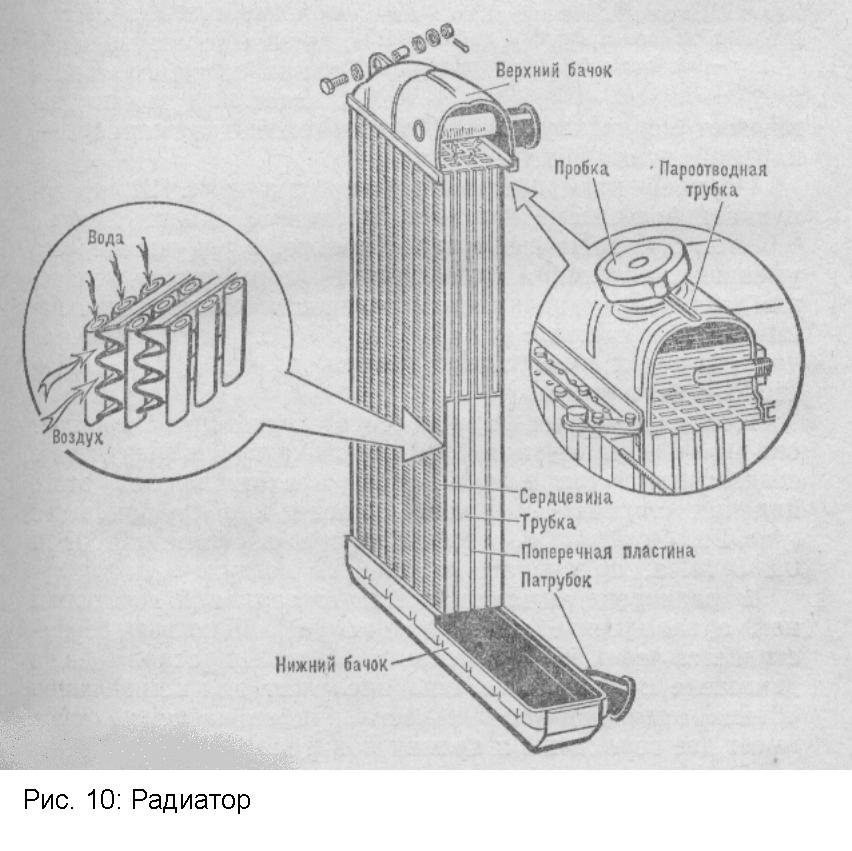 Верхний бачок
Пробка
Пароотводная
трубка
Вода
Воздух
Сердцевина
Трубка
Поперечная пластина
Патрубок
Нижний бачок
Рис. 10: Радиатор